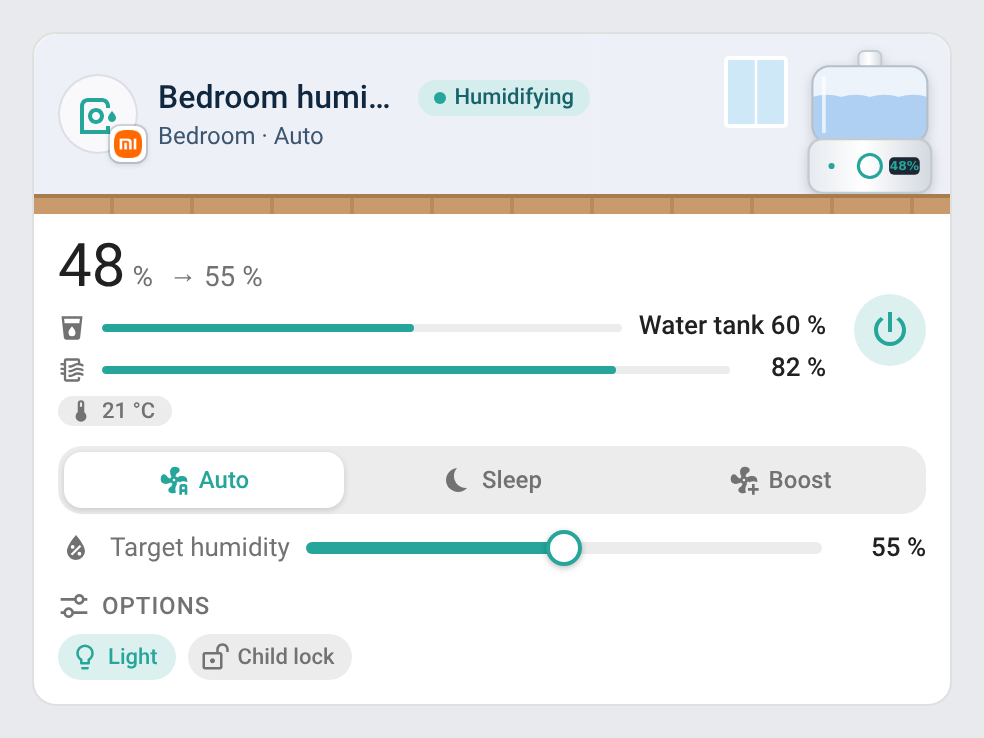 Bedroom humi...
Humidifying
Bedroom · Auto
mi
48%
48 % → 55 %
Water tank 60 %
82 %
21 °C
Auto
Sleep
Boost
Target humidity
55 %
OPTIONS
Light
Child lock